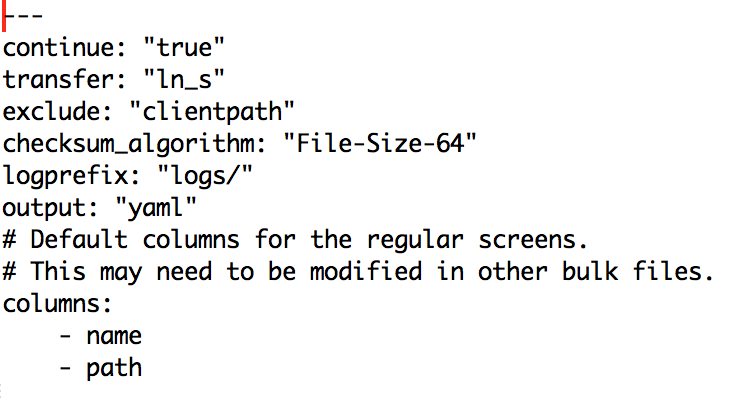 ---
continue: "true"
transfer: "ln_s"
exclude: "clientpath"
checksum_algorithm: "File-Size-64"
logprefix: "logs/"
output: "yaml"
# Default columns for the regular screens.
# This may need to be modified in other bulk files.
columns:
    - name
    - path